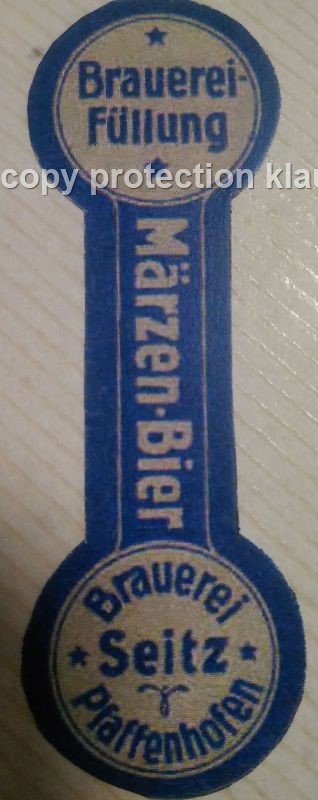 Brauerei-
Füllung
copy protection klau
Märzen-Bier
Brauerei
Seitz
Pfaffenhofen